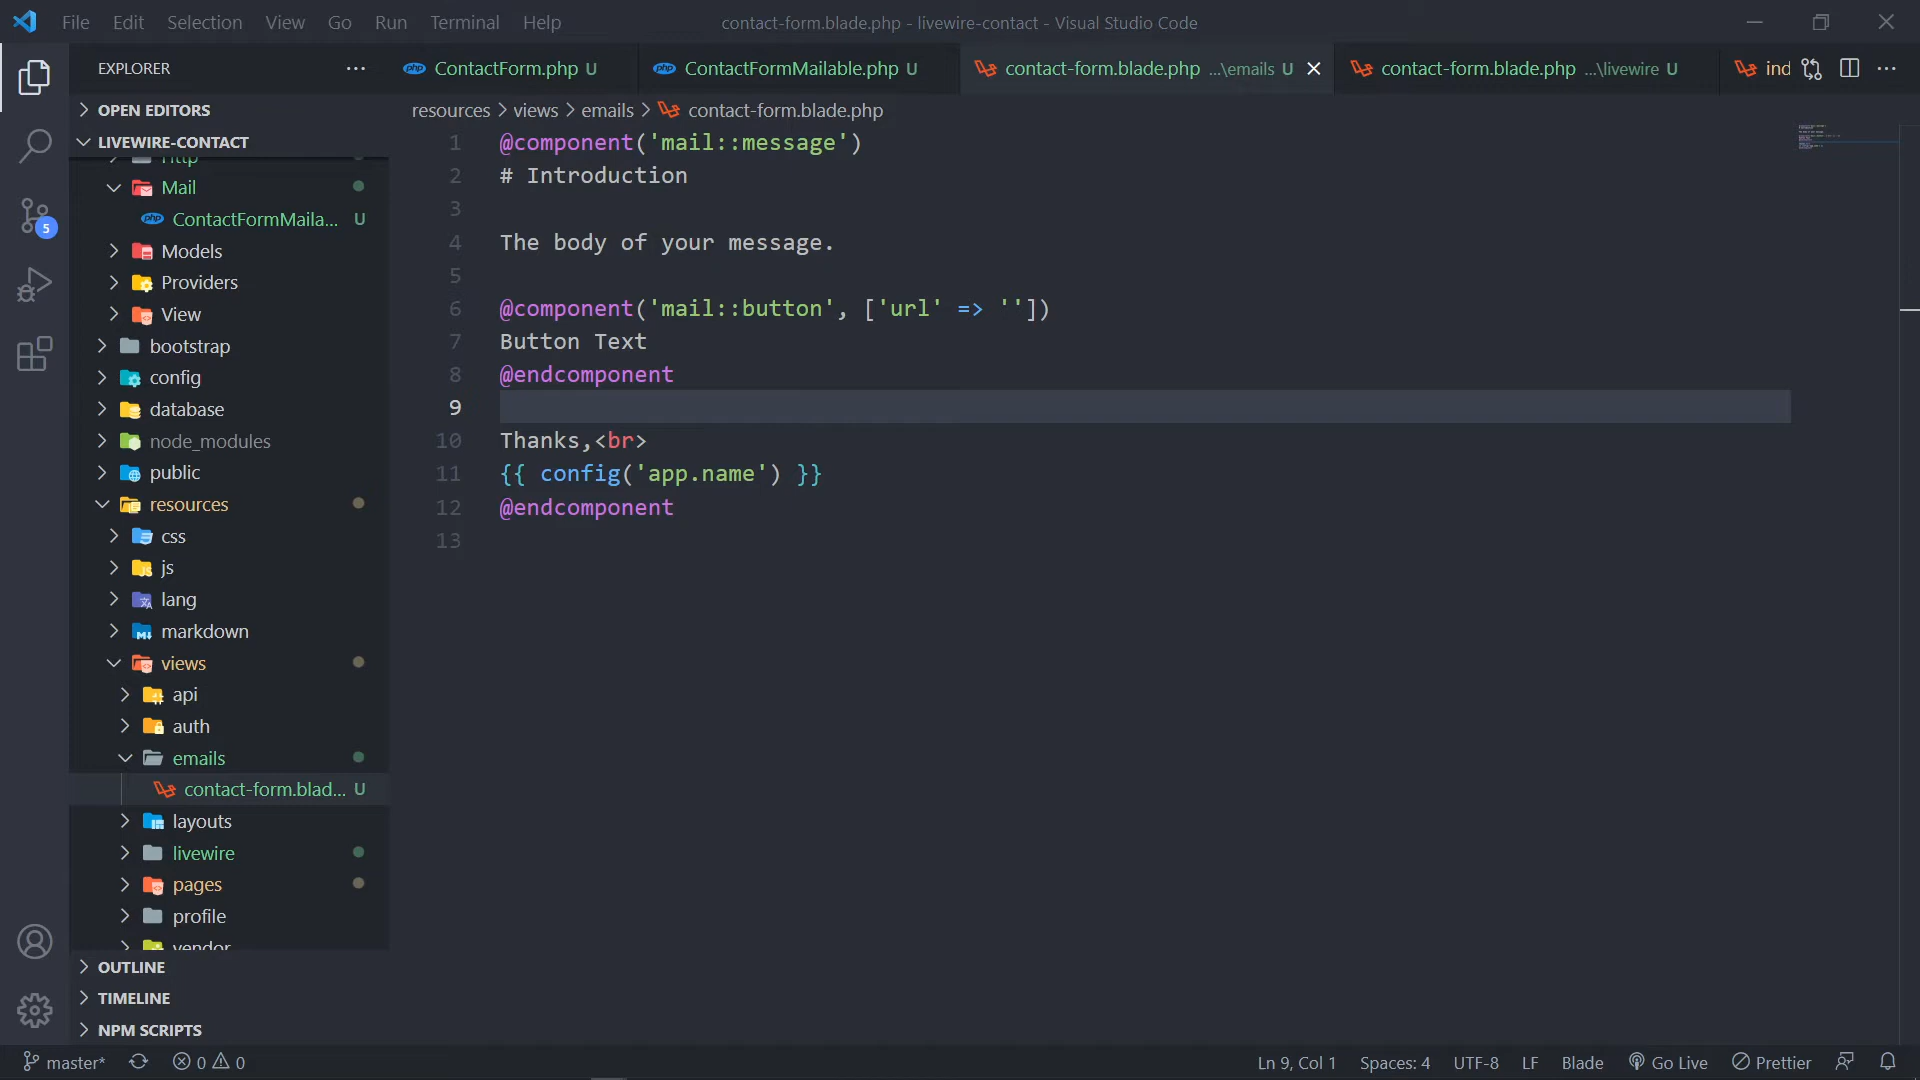 File Edit Selection View Go Run Terminal Help
contact-form.blade.php - livewire-contact - Visual Studio Code
EXPLORER
ContactForm.php U
ContactFormMailable.php U
contact-form.blade.php ...\emails U
contact-form.blade.php ...\livewire U
ind
OPEN EDITORS
resources > views > emails > contact-form.blade.php
LIVEWIRE-CONTACT
Http
Mail
ContactFormMaila... U
Models
Providers
View
bootstrap
config
database
node_modules
public
resources
css
js
lang
markdown
views
api
auth
emails
contact-form.blad... U
layouts
livewire
pages
profile
vendor
OUTLINE
TIMELINE
NPM SCRIPTS
5
1 @component('mail::message')
2 # Introduction
3
4 The body of your message.
5
6 @component('mail::button', ['url' => ''])
7 Button Text
8 @endcomponent
9
10 Thanks,<br>
11 {{ config('app.name') }}
12 @endcomponent
13
master* 0 0
Ln 9, Col 1 Spaces: 4 UTF-8 LF Blade Go Live Prettier